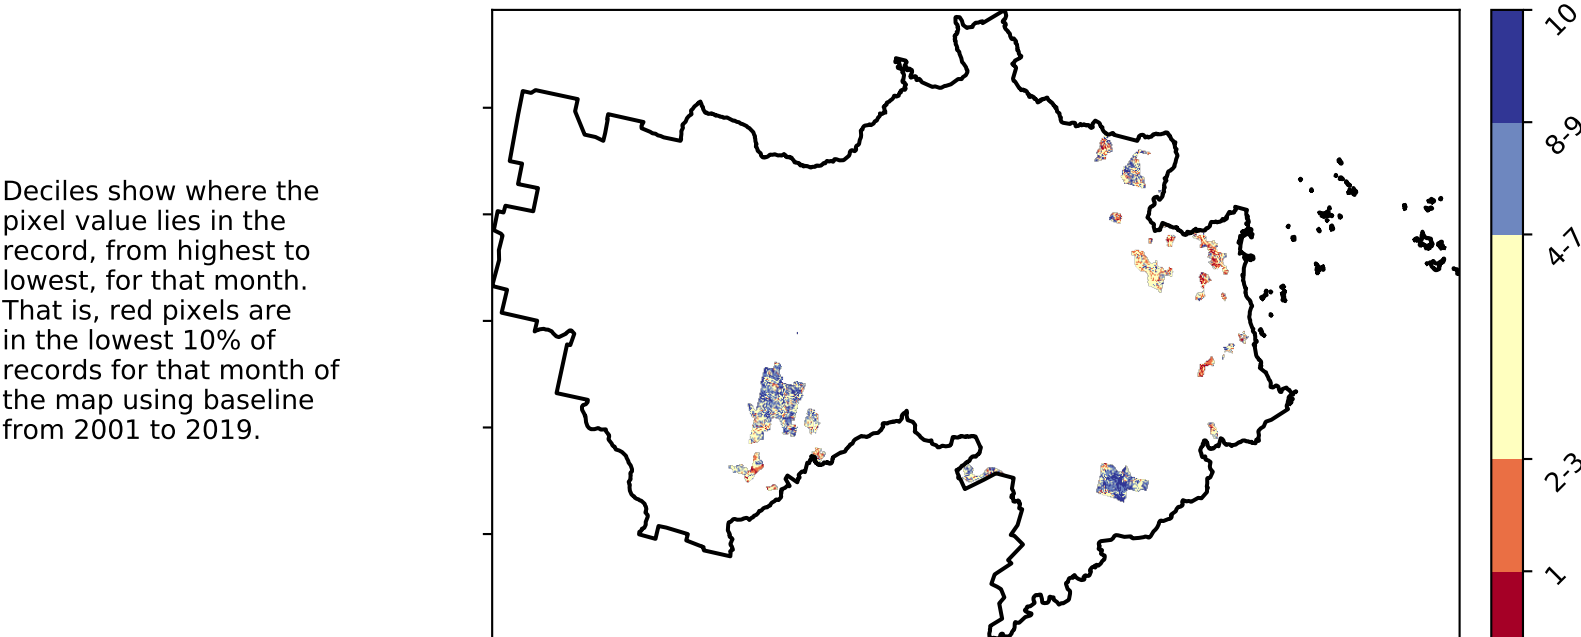 Deciles show where the
pixel value lies in the
record, from highest to
lowest, for that month.
That is, red pixels are
in the lowest 10% of
records for that month of
the map using baseline
from 2001 to 2019.
10
8-9
4-7
2-3
1